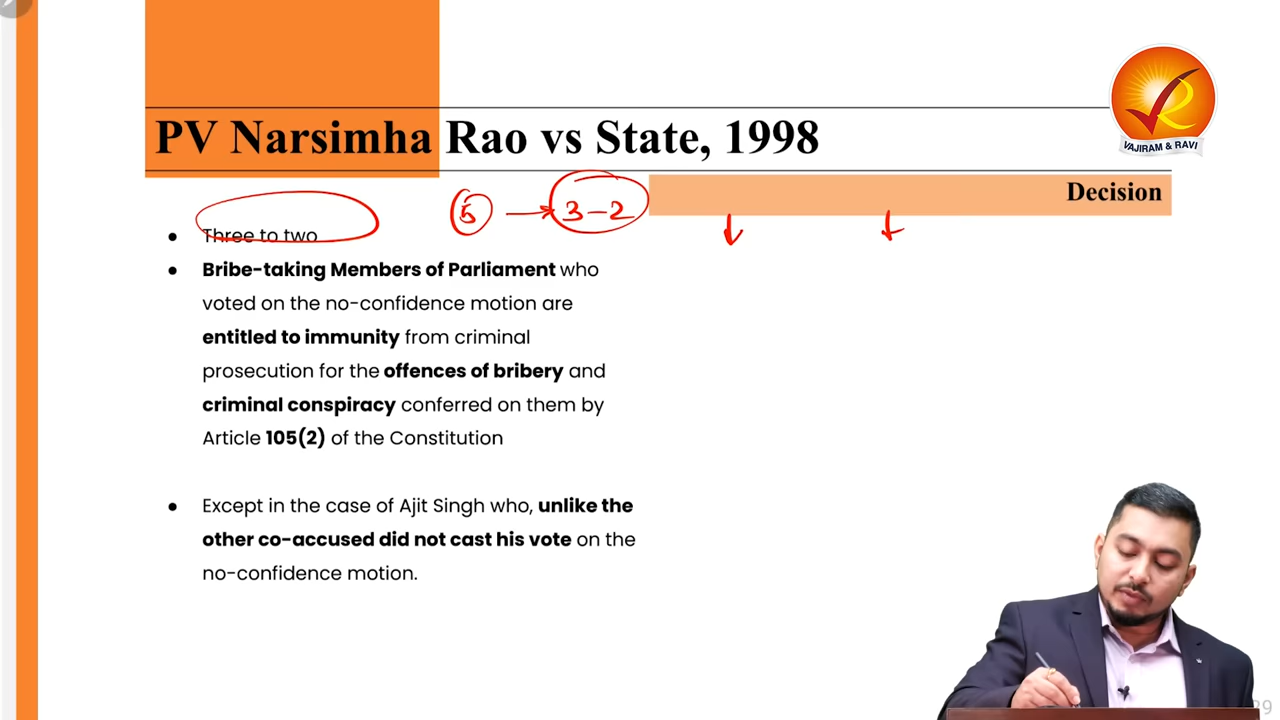 VAJIRAM & RAVI
PV Narsimha Rao vs State, 1998
Decision
5 → 3-2
● Three to two
● Bribe-taking Members of Parliament who
voted on the no-confidence motion are
entitled to immunity from criminal
prosecution for the offences of bribery and
criminal conspiracy conferred on them by
Article 105(2) of the Constitution
● Except in the case of Ajit Singh who, unlike the
other co-accused did not cast his vote on the
no-confidence motion.